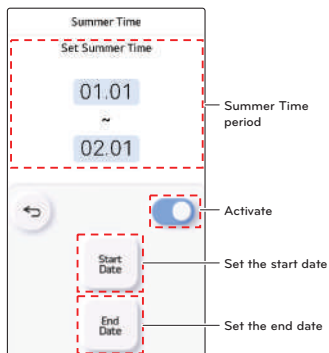 Summer Time
Set Summer Time
01.01
~
02.01
Summer Time
period
Activate
Start
Date
Set the start date
End
Date
Set the end date